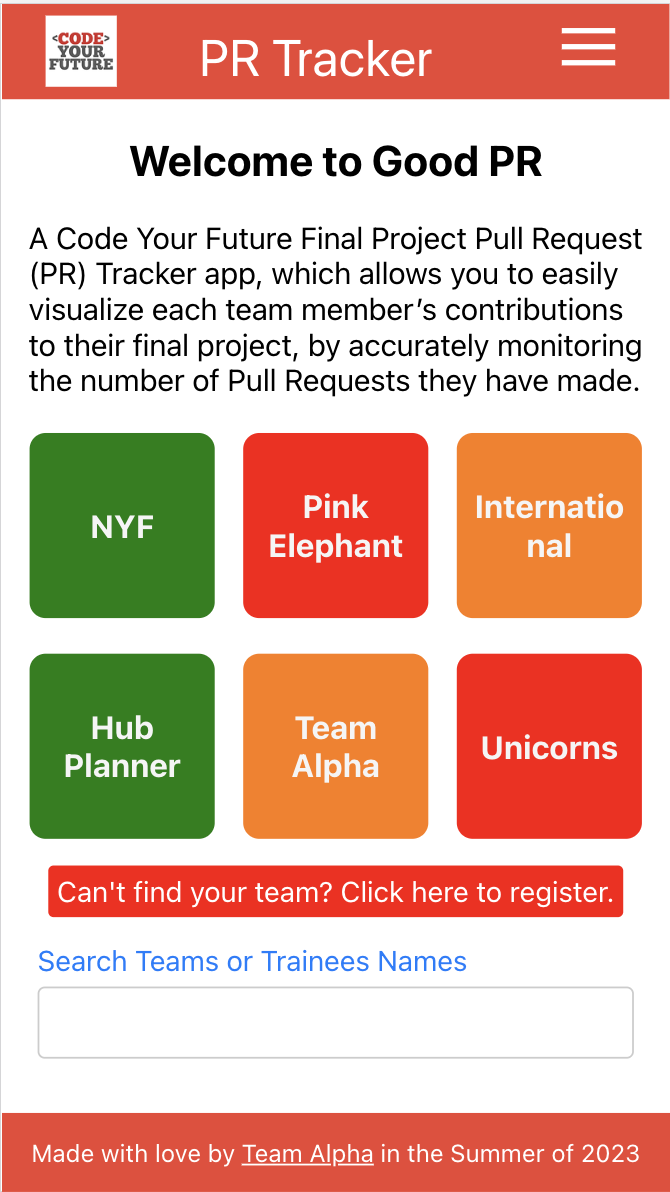 <CODE>
YOUR
FUTURE
PR Tracker
Welcome to Good PR
A Code Your Future Final Project Pull Request
(PR) Tracker app, which allows you to easily
visualize each team member’s contributions
to their final project, by accurately monitoring
the number of Pull Requests they have made.
NYF
Pink
Elephant
Internatio
nal
Hub
Planner
Team
Alpha
Unicorns
Can't find your team? Click here to register.
Search Teams or Trainees Names
Made with love by Team Alpha in the Summer of 2023